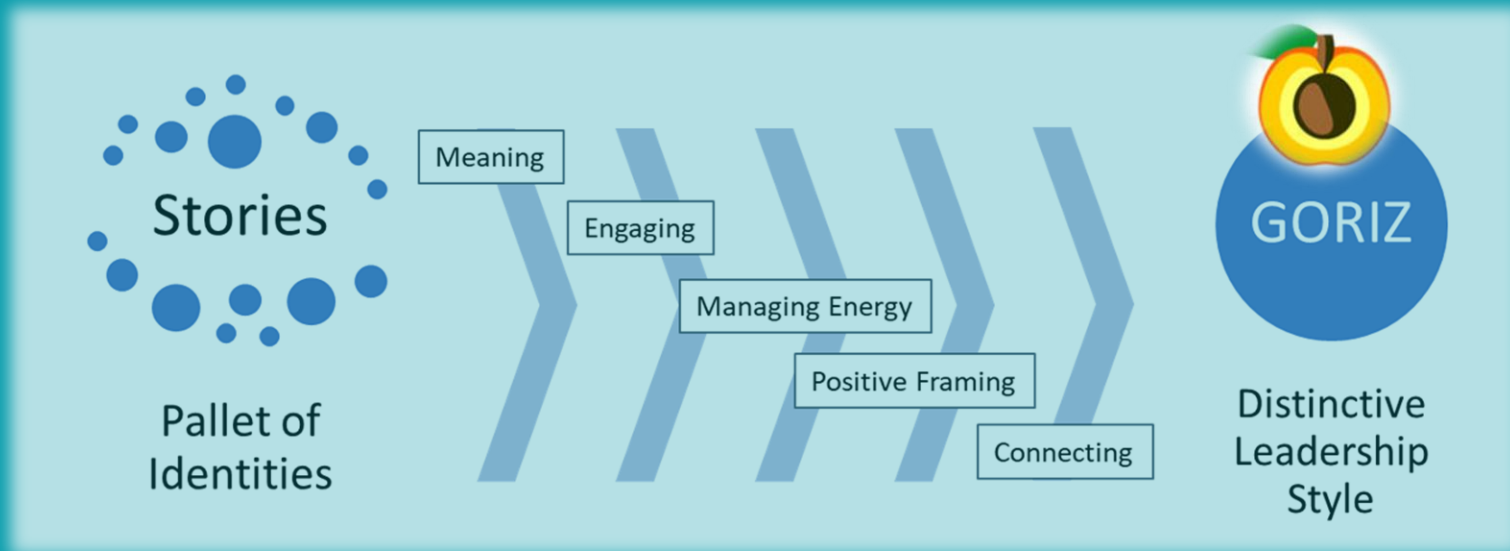 Stories
Pallet of
Identities
Meaning
Engaging
Managing Energy
Positive Framing
Connecting
GORIZ
Distinctive
Leadership
Style